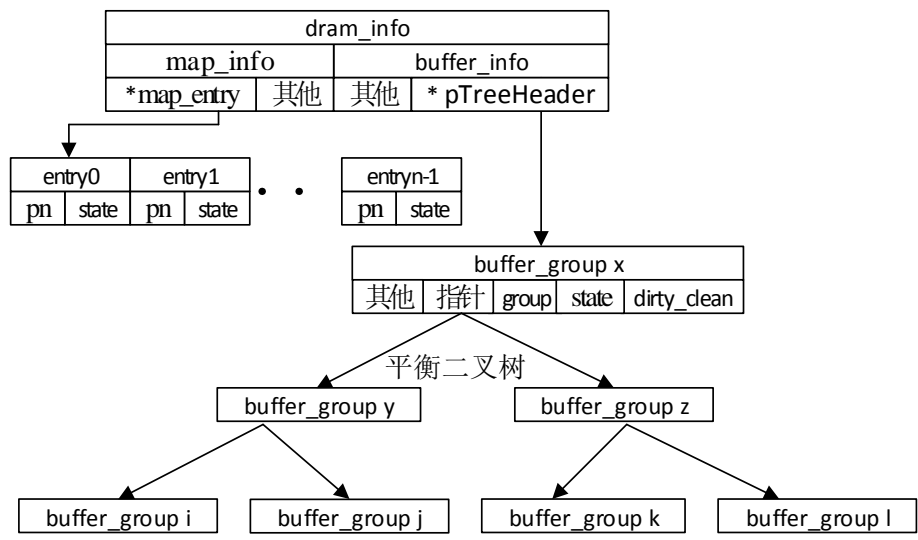 dram_info
map_info buffer_info
*map_entry 其他 其他 * pTreeHeader
entry0 entry1 • • entryn-1
pn state pn state pn state
buffer_group x
其他 指针 group state dirty_clean
平衡二叉树
buffer_group y buffer_group z
buffer_group i buffer_group j buffer_group k buffer_group l